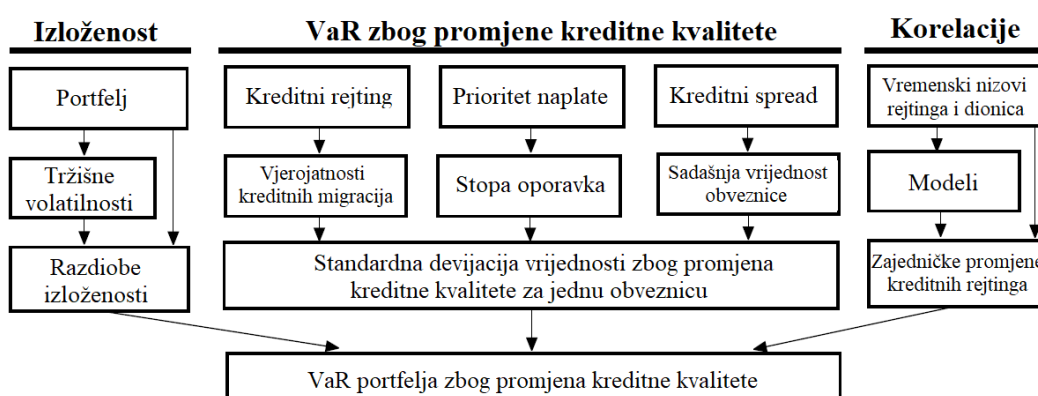 Izloženost
VaR zbog promjene kreditne kvalitete
Korelacije
Portfelj
Kreditni rejting
Prioritet naplate
Kreditni spread
Vremenski nizovi
rejtinga i dionica
Tržišne
volatilnosti
Vjerojatnosti
kreditnih migracija
Stopa oporavka
Sadašnja vrijednost
obveznice
Modeli
Razdiobe
izloženosti
Standardna devijacija vrijednosti zbog promjena
kreditne kvalitete za jednu obveznicu
Zajedničke promjene
kreditnih rejtinga
VaR portfelja zbog promjena kreditne kvalitete